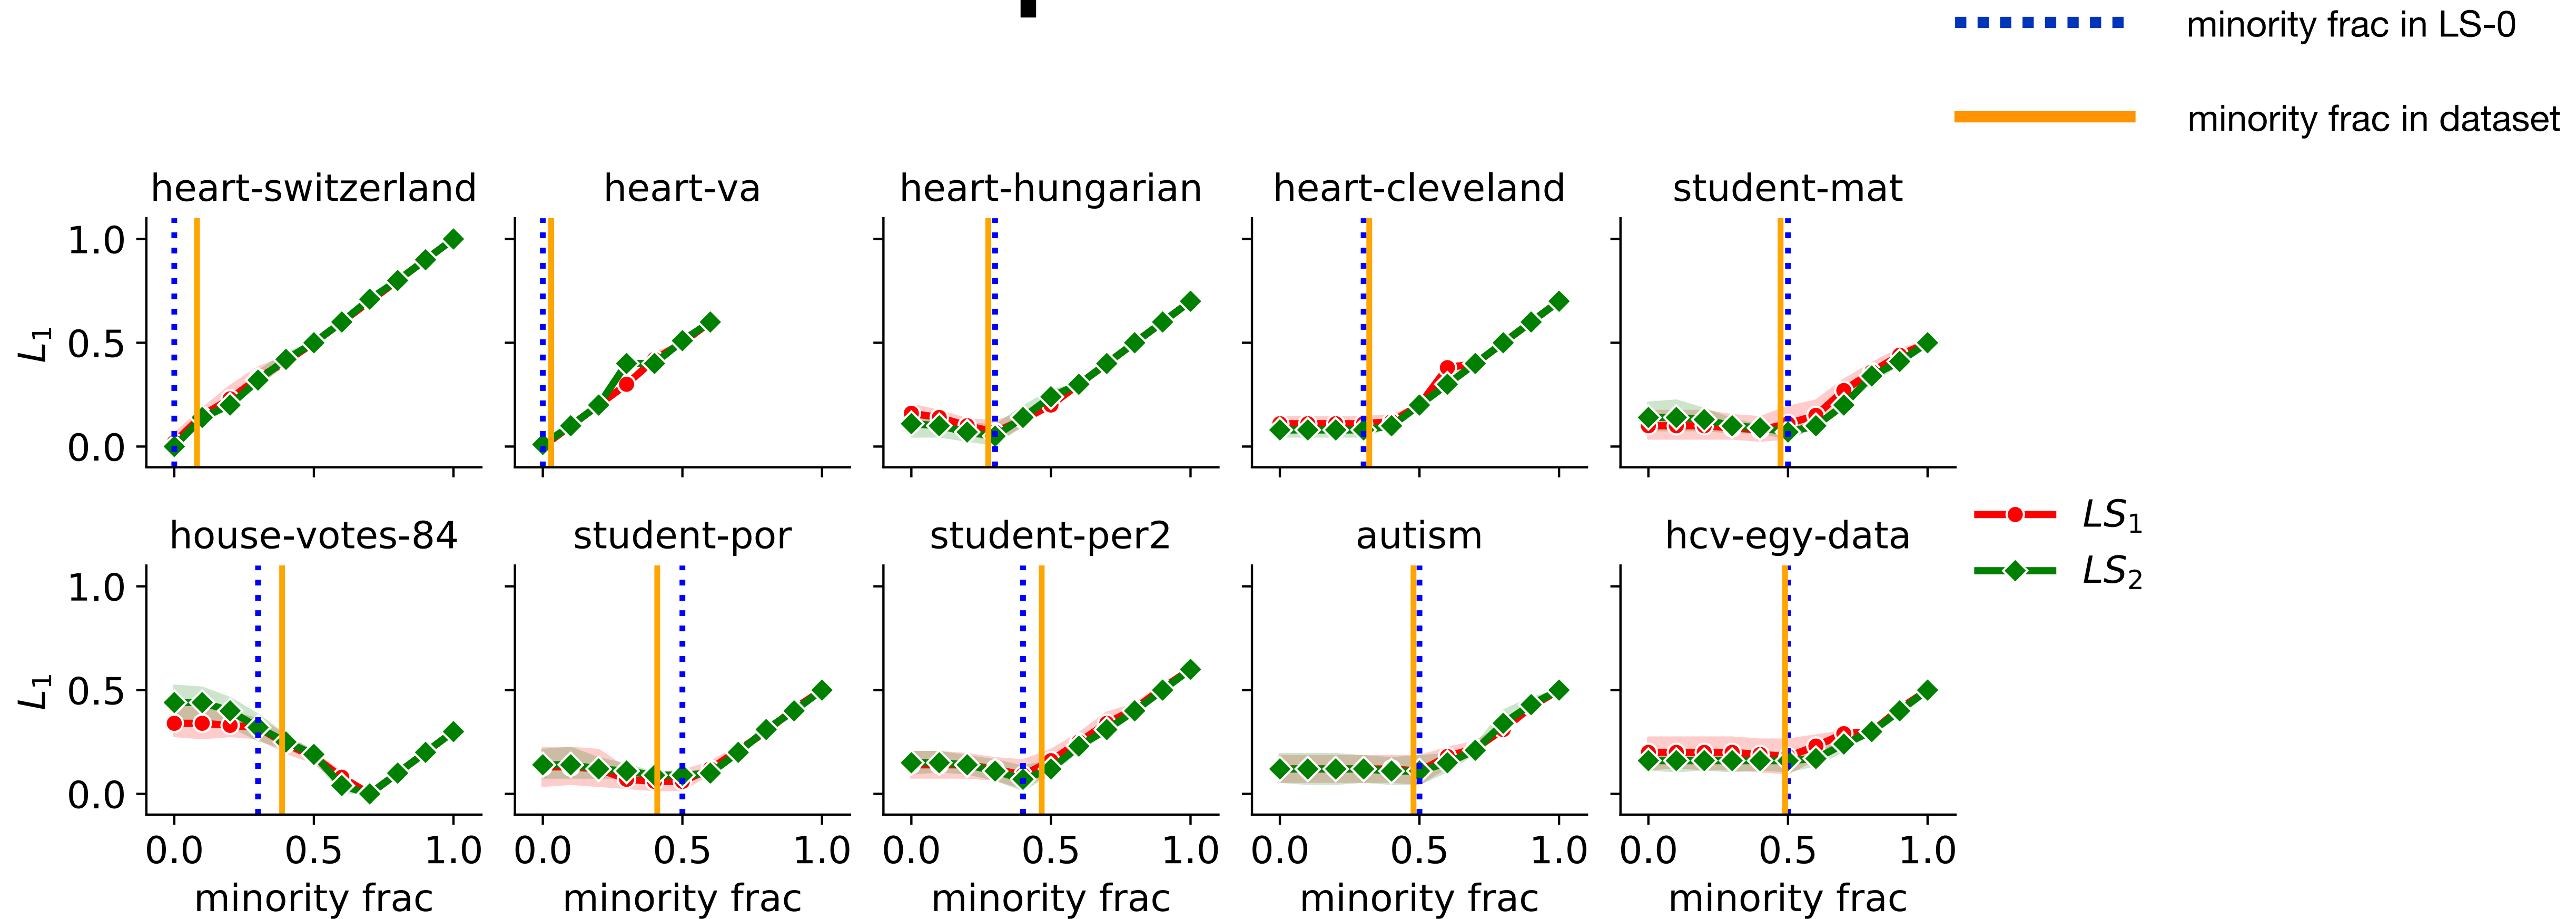 minority frac in LS-0
minority frac in dataset
heart-switzerland heart-va heart-hungarian heart-cleveland student-mat
1.0
0.5
0.0
L1
house-votes-84 student-por student-per2 autism hcv-egy-data
LS1
LS2
1.0
0.5
0.0
L1
0.0 0.5 1.0 0.0 0.5 1.0 0.0 0.5 1.0 0.0 0.5 1.0 0.0 0.5 1.0
minority frac minority frac minority frac minority frac minority frac